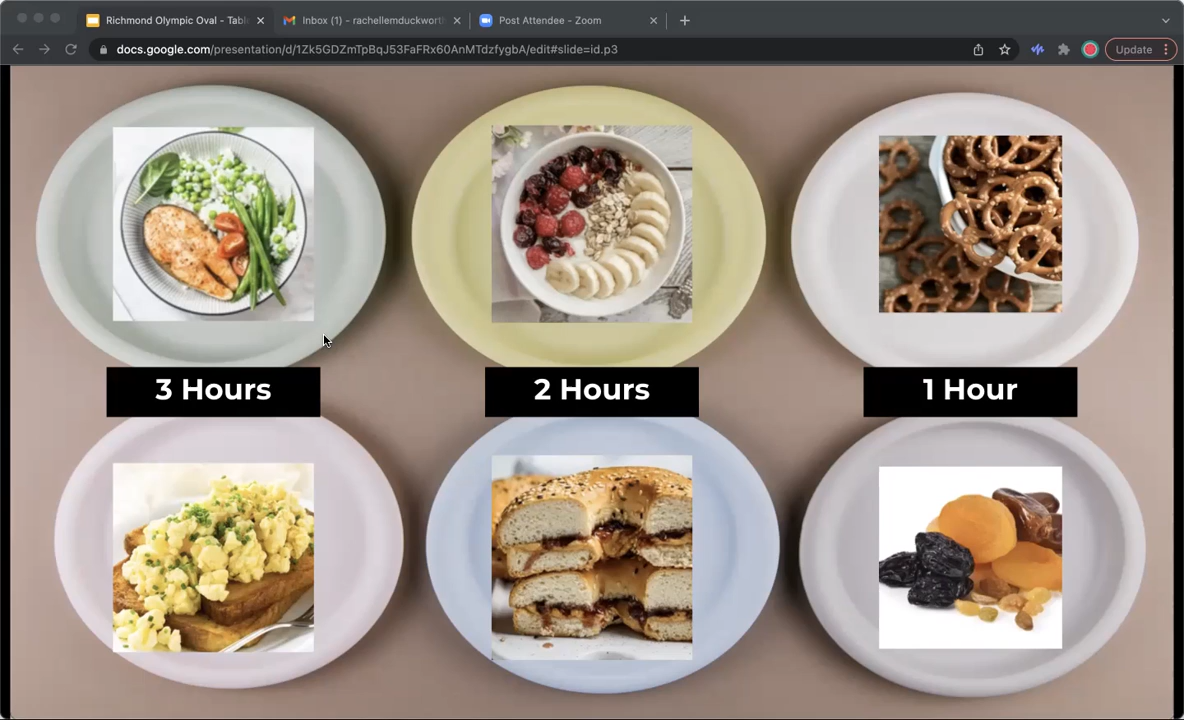 Richmond Olympic Oval - Tabl
Inbox (1) - rachellemduckwort
Post Attendee - Zoom
docs.google.com/presentation/d/1Zk5GDZmTpBqJ53FaFRx60AnMTdzfygbA/edit#slide=id.p3
Update
3 Hours
2 Hours
1 Hour